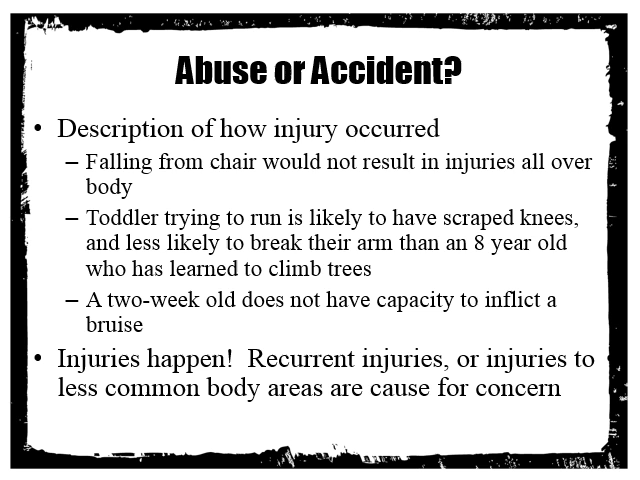 Abuse or Accident?
• Description of how injury occurred
– Falling from chair would not result in injuries all over
body
– Toddler trying to run is likely to have scraped knees,
and less likely to break their arm than an 8 year old
who has learned to climb trees
– A two-week old does not have capacity to inflict a
bruise
• Injuries happen!  Recurrent injuries, or injuries to
less common body areas are cause for concern